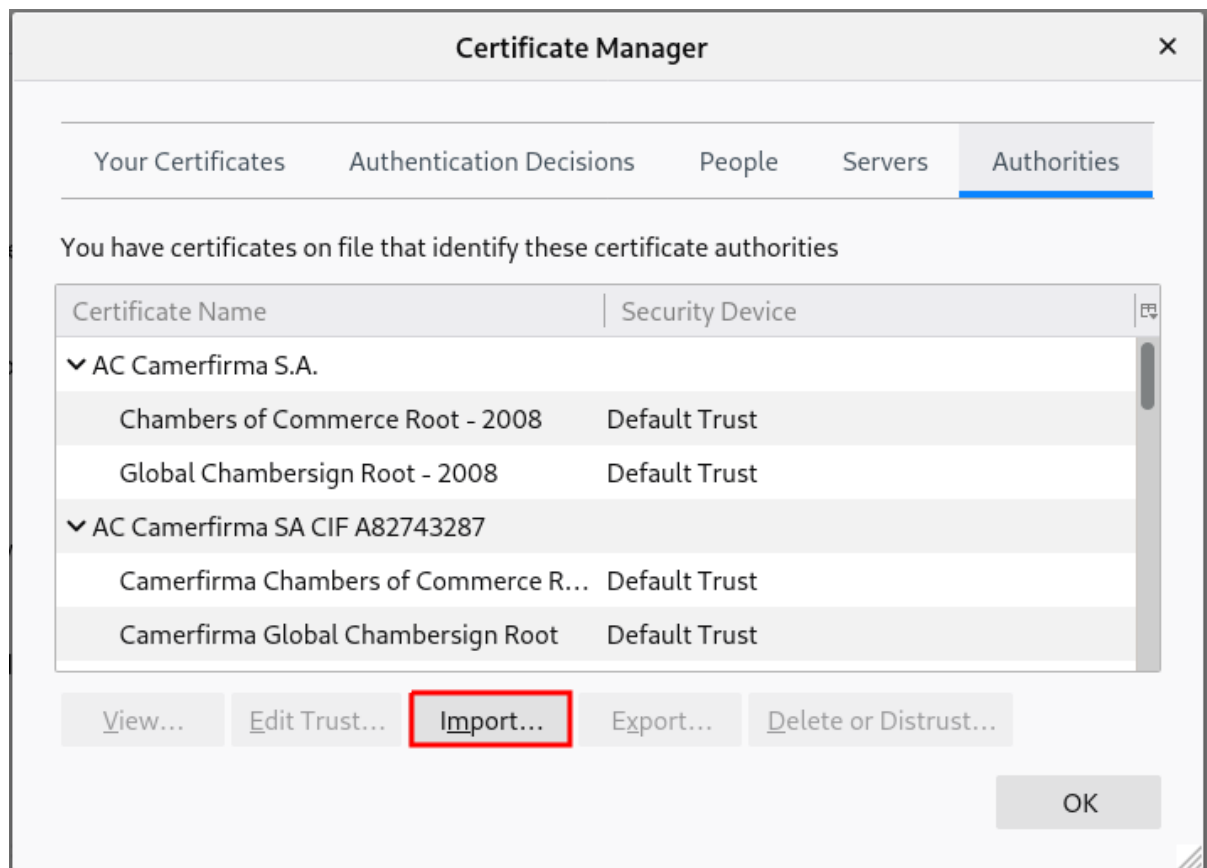 Certificate Manager
Your Certificates Authentication Decisions People Servers Authorities
You have certificates on file that identify these certificate authorities
Certificate Name Security Device
AC Camerfirma S.A.
Chambers of Commerce Root - 2008 Default Trust
Global Chambersign Root - 2008 Default Trust
AC Camerfirma SA CIF A82743287
Camerfirma Chambers of Commerce R… Default Trust
Camerfirma Global Chambersign Root Default Trust
View… Edit Trust… Import… Export… Delete or Distrust…
OK